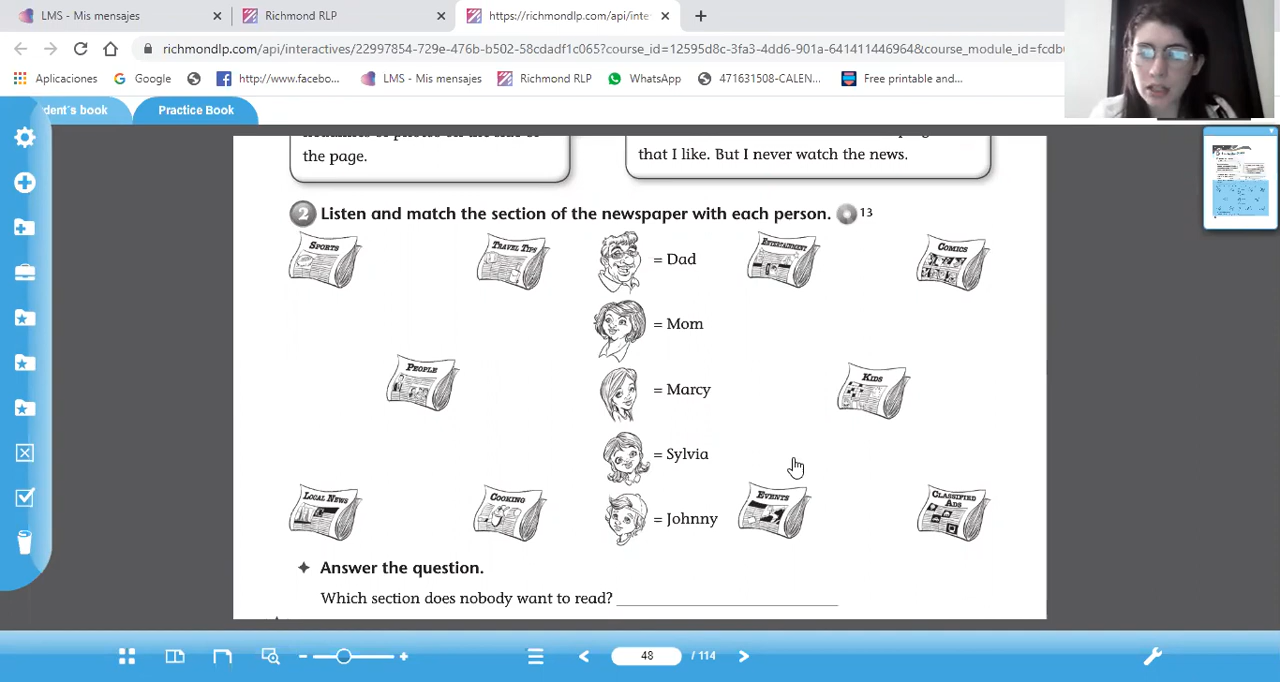 LMS - Mis mensajes
Richmond RLP
https://richmondlp.com/api/inte
richmondlp.com/api/interactives/22997854-729e-476b-b502-58cdadf1c065?course_id=12595d8c-3fa3-4dd6-901a-641411446964&course_module_id=fcdb
Aplicaciones
Google
http://www.facebo...
LMS - Mis mensajes
Richmond RLP
WhatsApp
471631508-CALEN...
Free printable and...
dent´s book
Practice Book
the page.
that I like. But I never watch the news.
2 Listen and match the section of the newspaper with each person. 13
SPORTS
TRAVEL TIPS
= Dad
ENTERTAINMENT
COMICS
= Mom
PEOPLE
= Marcy
KIDS
= Sylvia
LOCAL NEWS
COOKING
= Johnny
EVENTS
CLASSIFIED
ADS
Answer the question.
Which section does nobody want to read?
48 / 114